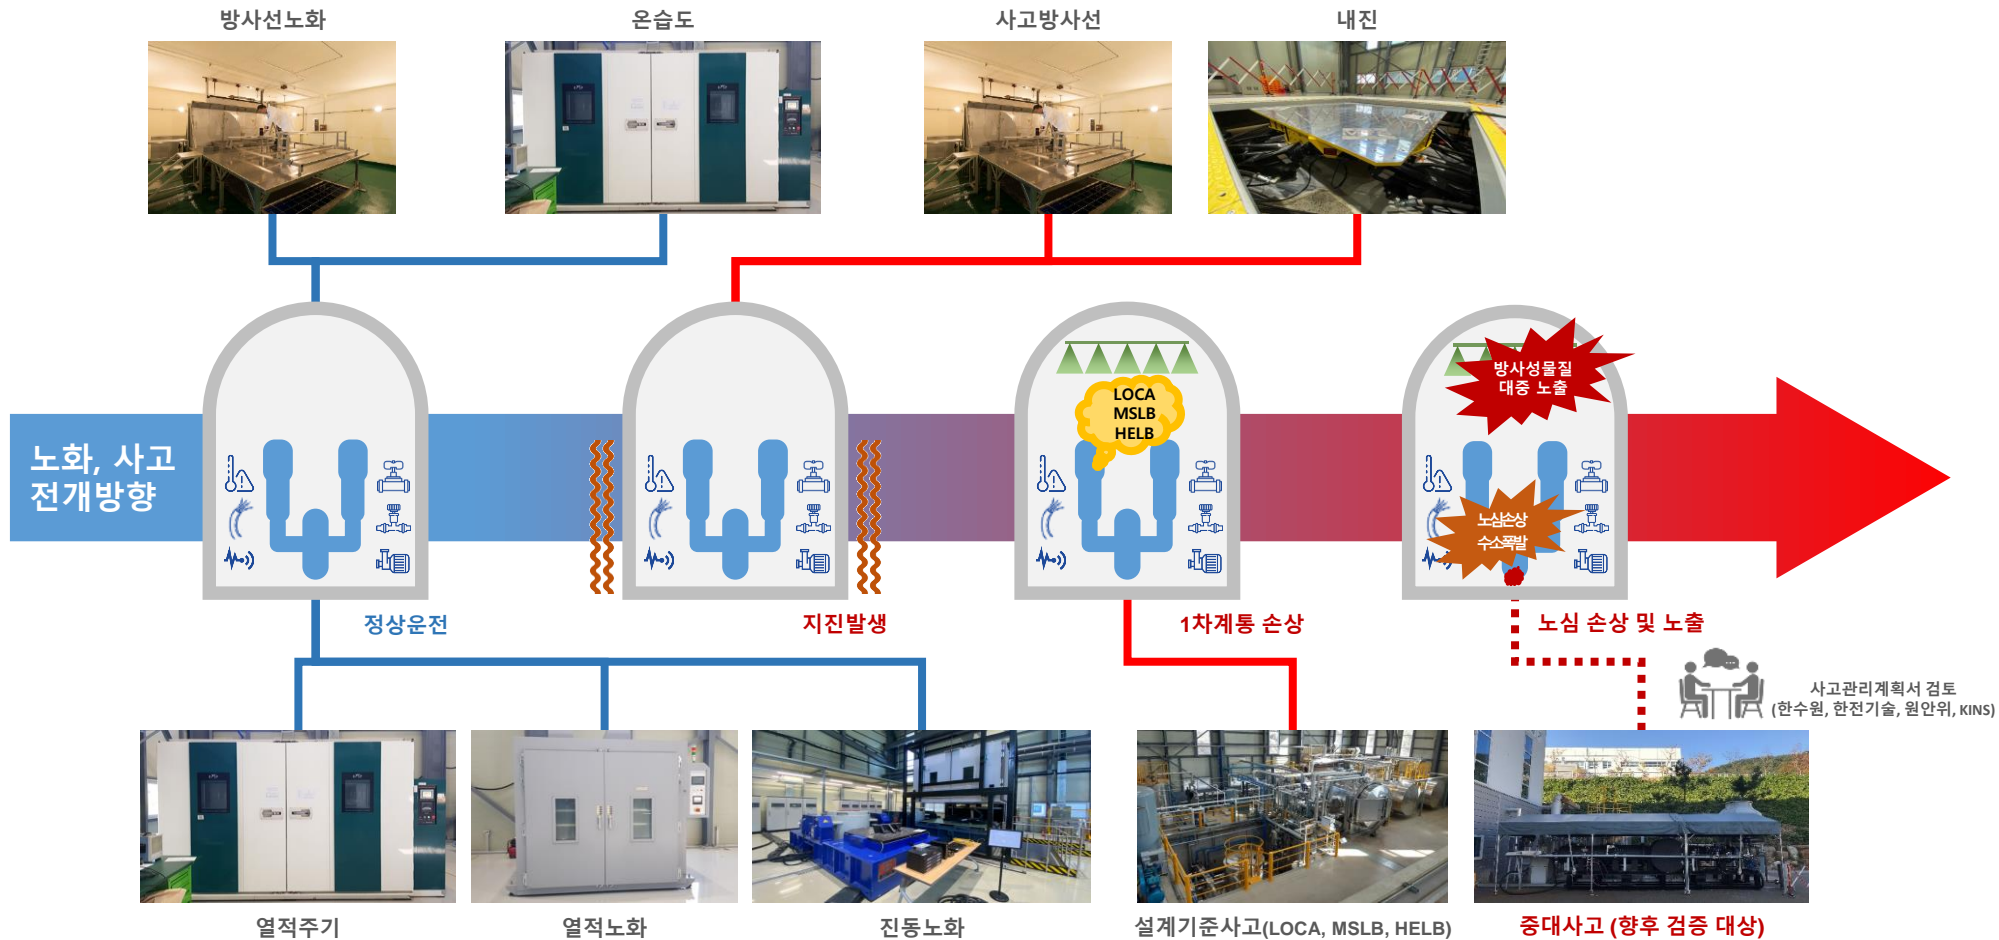 방사선노화
온습도
사고방사선
내진
노화, 사고
전개방향
LOCA
MSLB
HELB
방사성물질
대중 노출
노심손상
수소폭발
정상운전
지진발생
1차계통 손상
노심 손상 및 노출
사고관리계획서 검토
(한수원, 한전기술, 원안위, KINS)
열적주기
열적노화
진동노화
설계기준사고(LOCA, MSLB, HELB)
중대사고 (향후 검증 대상)